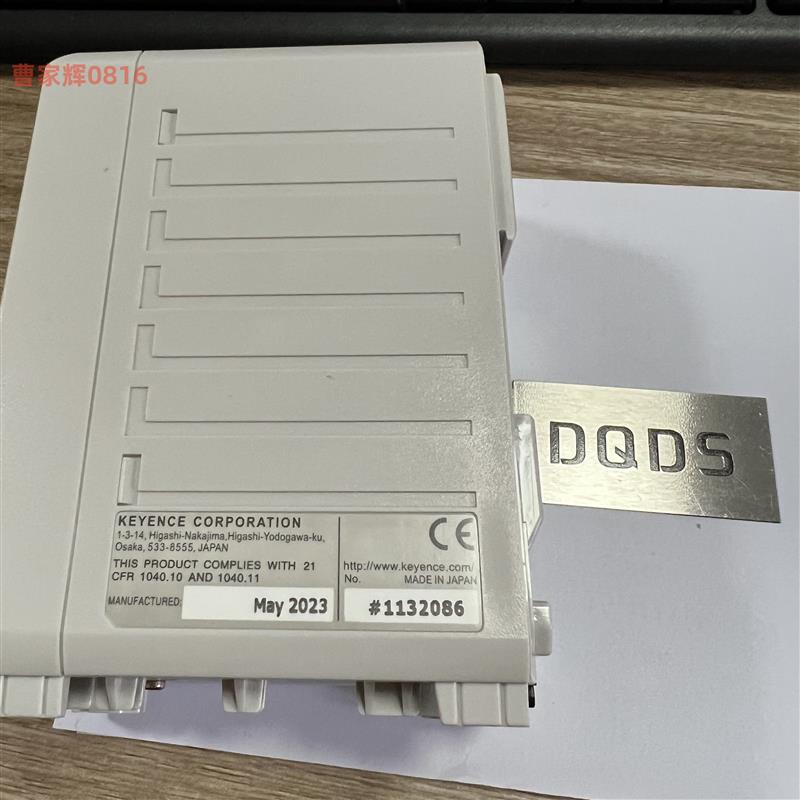 曹家辉0816
DQDS
KEYENCE CORPORATION
1-3-14, Higashi-Nakajima,Higashi-Yodogawa-ku,
Osaka, 533-8555, JAPAN
THIS PRODUCT COMPLIES WITH 21
CFR 1040.10 AND 1040.11
MANUFACTURED: May 2023
CE
http://www.keyence.com/
No. MADE IN JAPAN
#1132086